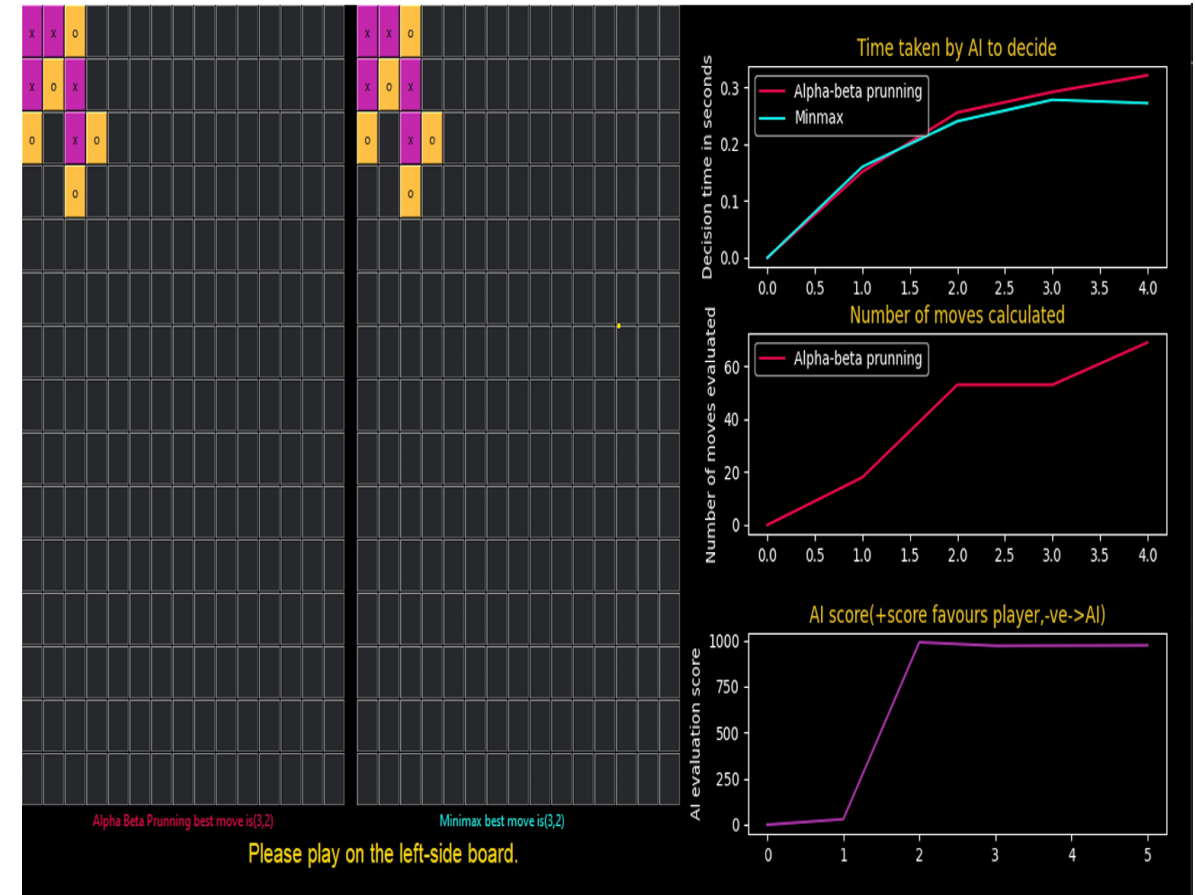 x x o
x o x
o x o
o
x x o
x o x
o x o
o
Alpha Beta Prunning best move is(3,2)
Minimax best move is(3,2)
Please play on the left-side board.
Time taken by AI to decide
Decision time in seconds
0.3
0.2
0.1
0.0
Alpha-beta prunning
Minmax
0.0 0.5 1.0 1.5 2.0 2.5 3.0 3.5 4.0
Number of moves calculated
Number of moves evaluated
60
40
20
0
Alpha-beta prunning
0.0 0.5 1.0 1.5 2.0 2.5 3.0 3.5 4.0
AI score(+score favours player,-ve->AI)
AI evaluation score
1000
750
500
250
0
0 1 2 3 4 5